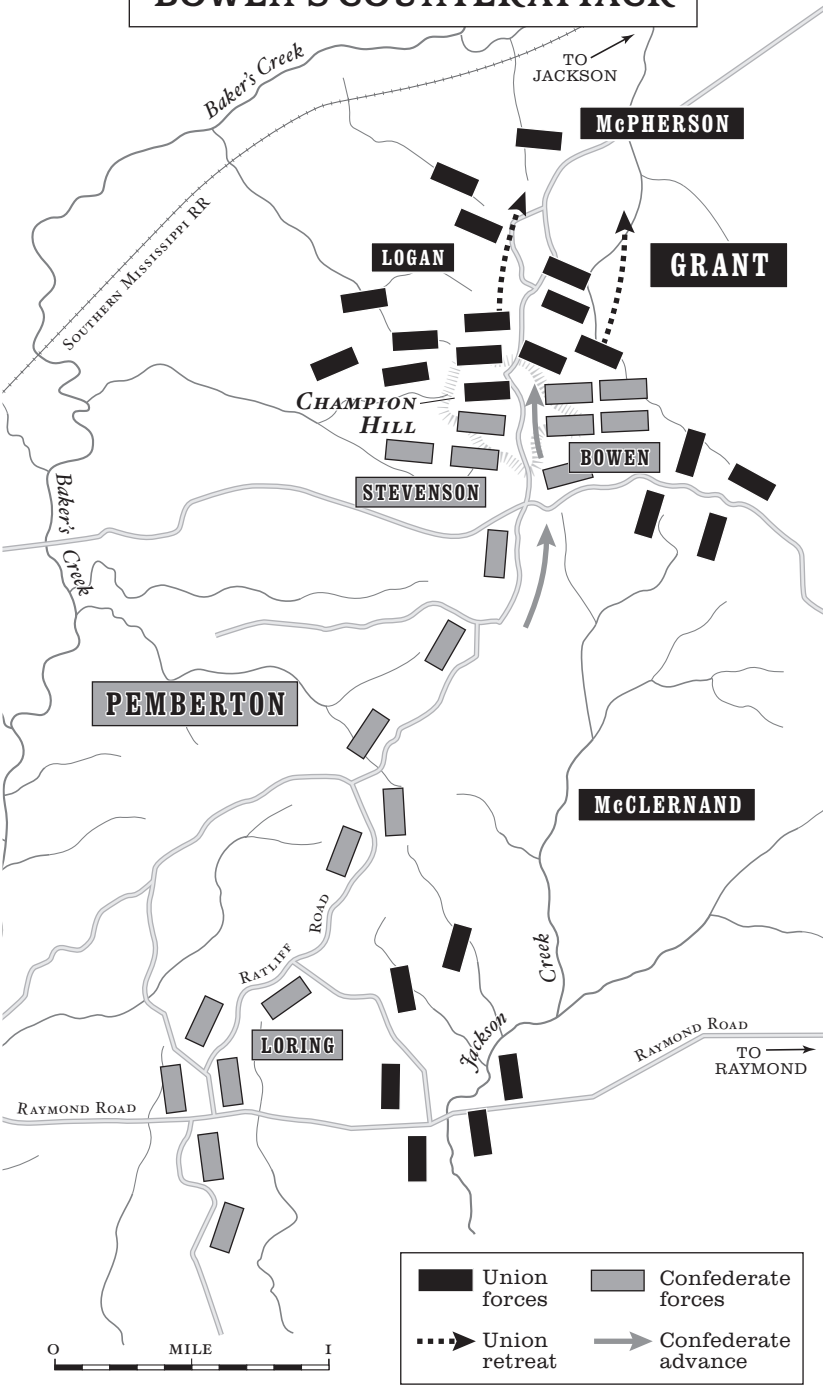 BOWEN'S COUNTERATTACK
Baker's Creek
TO
JACKSON
McPHERSON
SOUTHERN MISSISSIPPI RR
LOGAN
GRANT
CHAMPION
HILL
BOWEN
STEVENSON
Baker's Creek
PEMBERTON
McCLERNAND
RATLIFF ROAD
Jackson Creek
LORING
RAYMOND ROAD
TO
RAYMOND
RAYMOND ROAD
Union
forces
Confederate
forces
Union
retreat
Confederate
advance
0 MILE 1